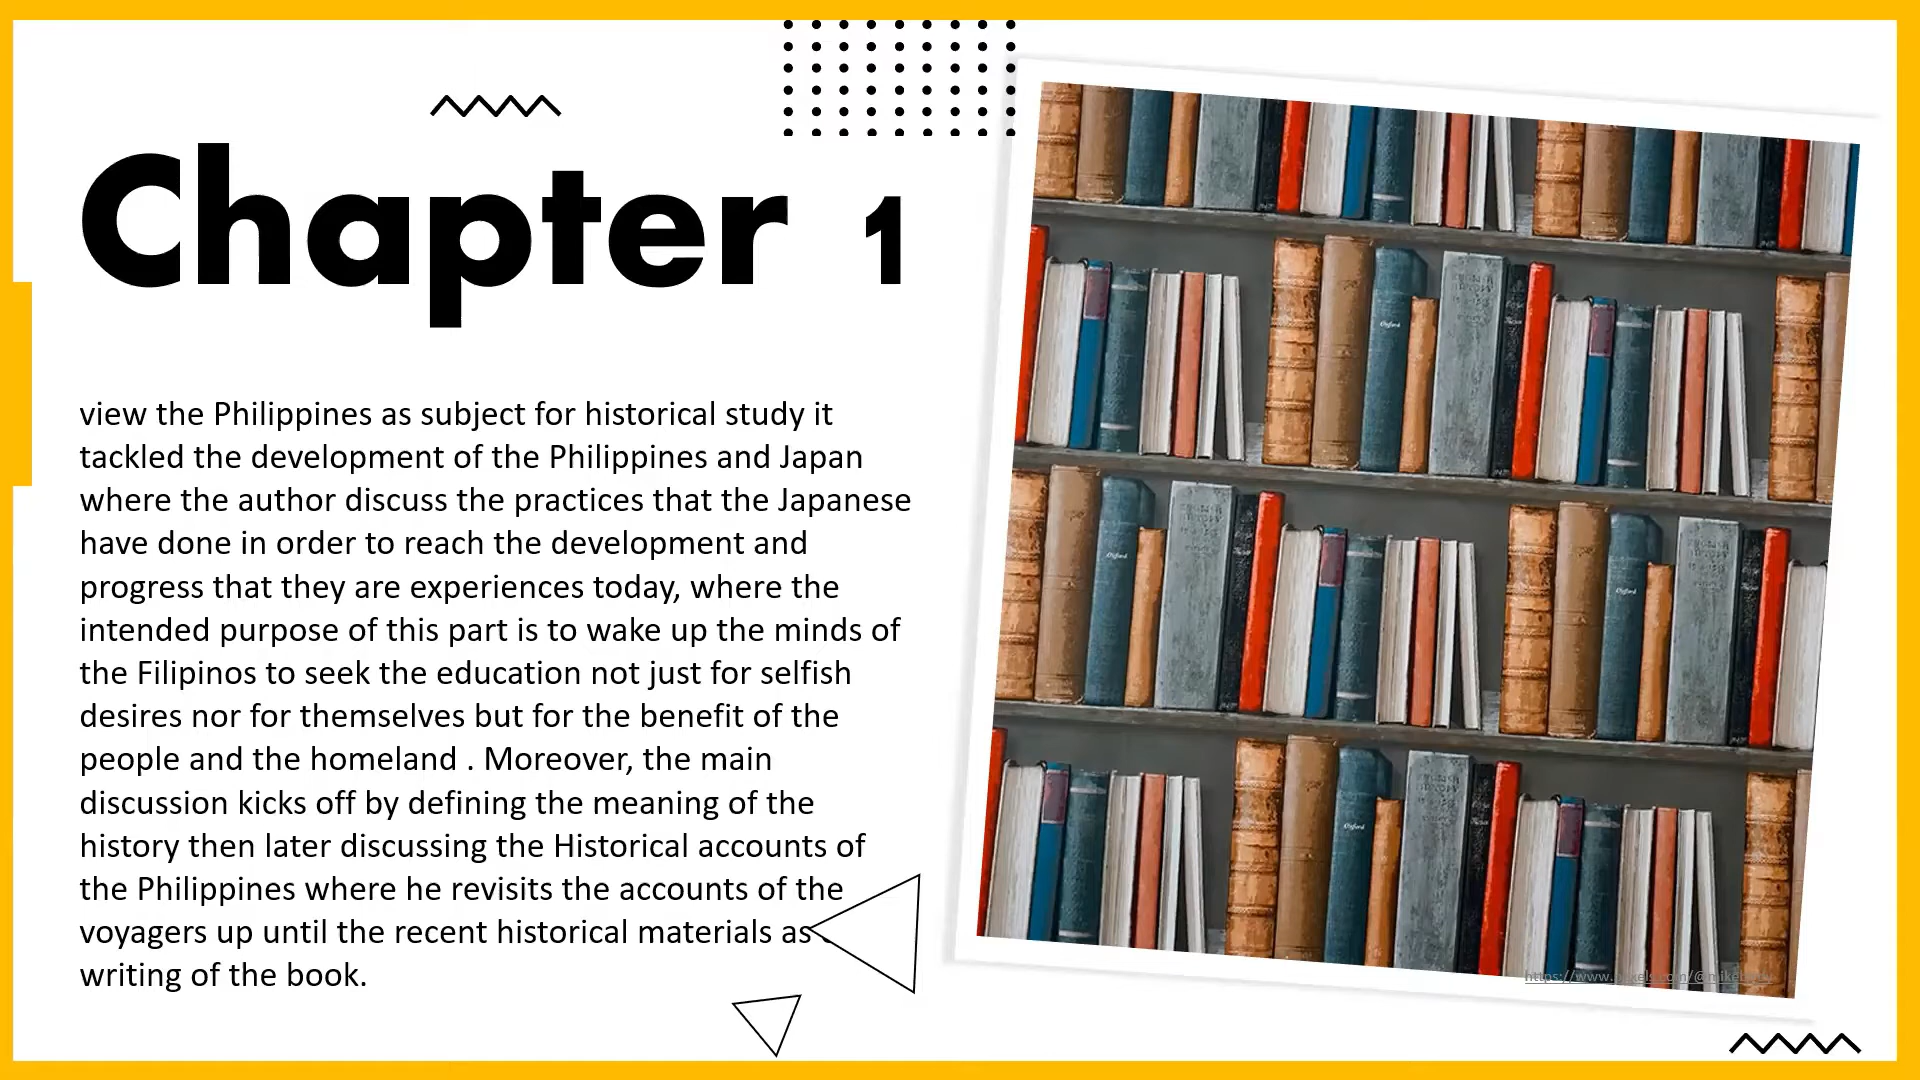 Chapter 1
view the Philippines as subject for historical study it
tackled the development of the Philippines and Japan
where the author discuss the practices that the Japanese
have done in order to reach the development and
progress that they are experiences today, where the
intended purpose of this part is to wake up the minds of
the Filipinos to seek the education not just for selfish
desires nor for themselves but for the benefit of the
people and the homeland . Moreover, the main
discussion kicks off by defining the meaning of the
history then later discussing the Historical accounts of
the Philippines where he revisits the accounts of the
voyagers up until the recent historical materials as
writing of the book.
Oxford
Oxford
Oxford
Oxford